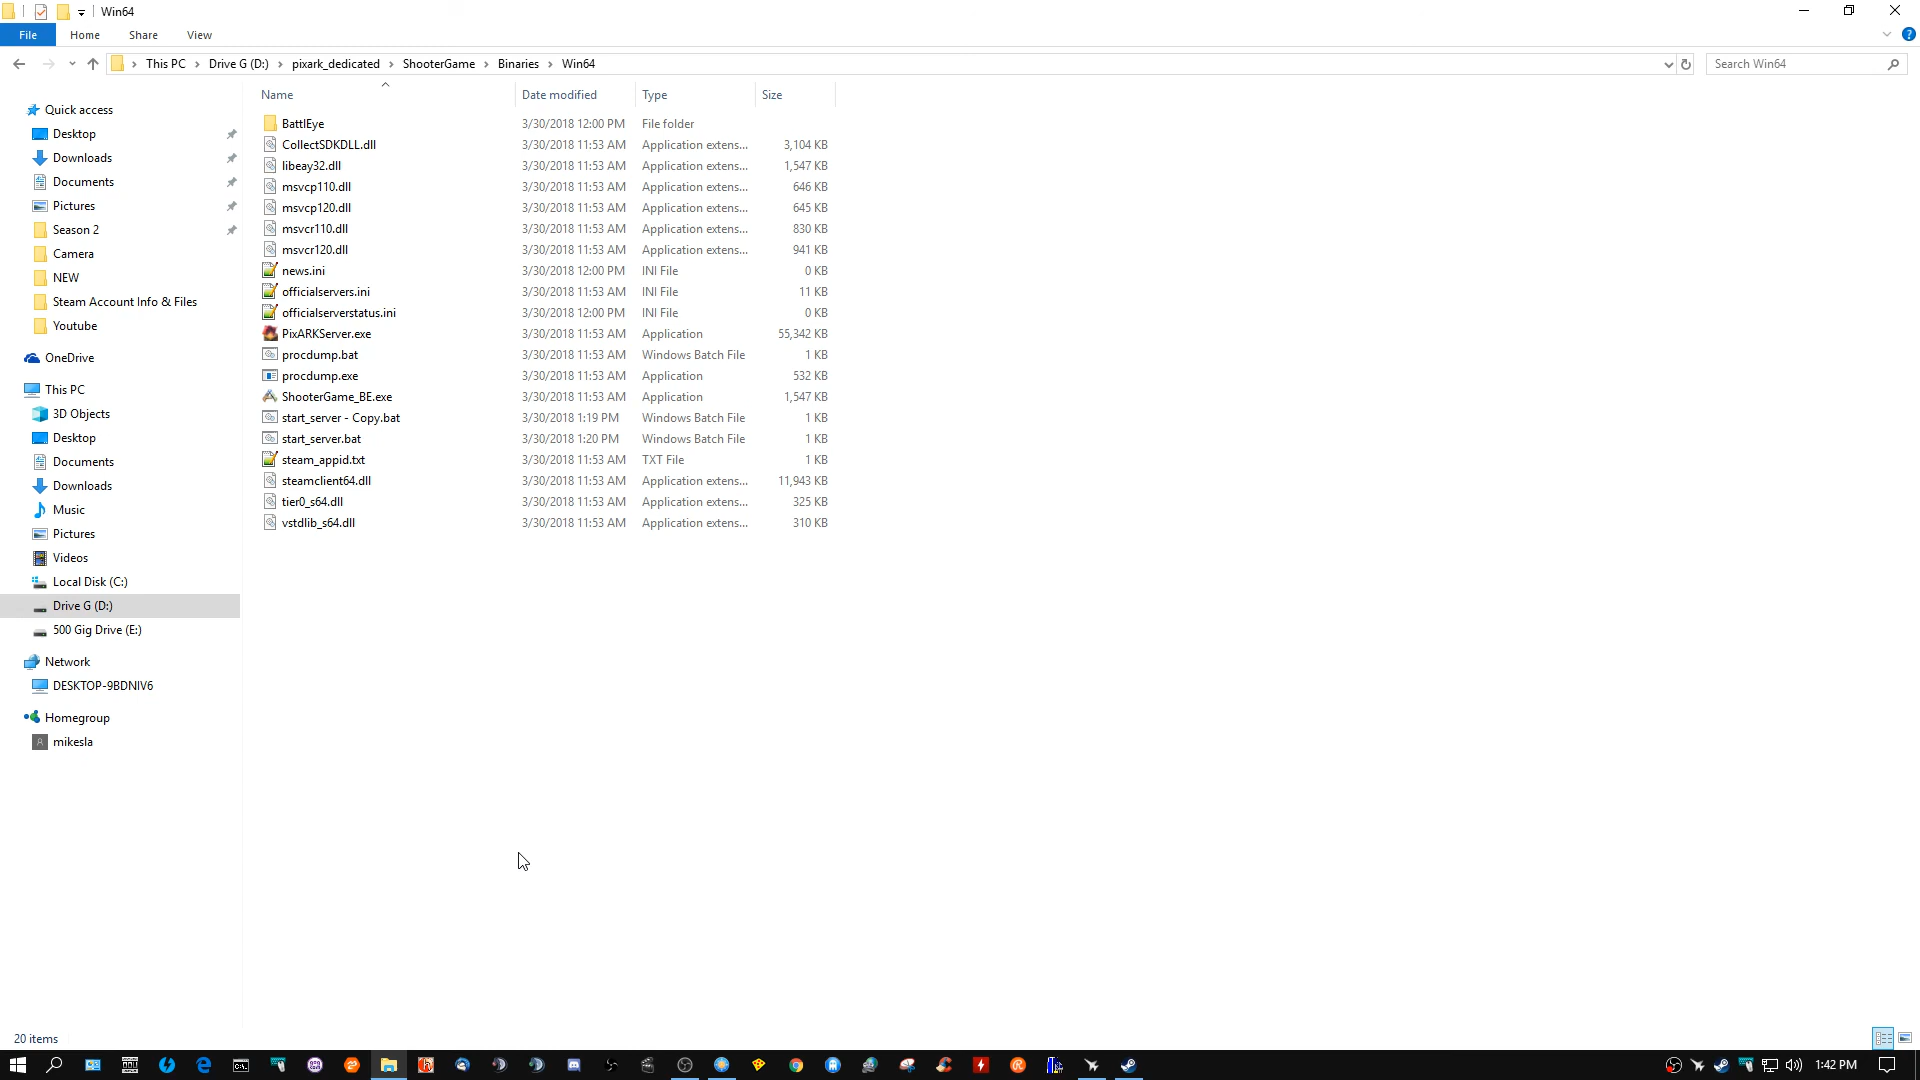 Win64
File Home Share View
This PC Drive G (D:) pixark_dedicated ShooterGame Binaries Win64 Search Win64
Name Date modified Type Size
Quick access
Desktop
Downloads
Documents
Pictures
Season 2
Camera
NEW
Steam Account Info & Files
Youtube
OneDrive
This PC
3D Objects
Desktop
Documents
Downloads
Music
Pictures
Videos
Local Disk (C:)
Drive G (D:)
500 Gig Drive (E:)
Network
DESKTOP-9BDNIV6
Homegroup
mikesla
BattlEye 3/30/2018 12:00 PM File folder
CollectSDKDLL.dll 3/30/2018 11:53 AM Application extens... 3,104 KB
libeay32.dll 3/30/2018 11:53 AM Application extens... 1,547 KB
msvcp110.dll 3/30/2018 11:53 AM Application extens... 646 KB
msvcp120.dll 3/30/2018 11:53 AM Application extens... 645 KB
msvcr110.dll 3/30/2018 11:53 AM Application extens... 830 KB
msvcr120.dll 3/30/2018 11:53 AM Application extens... 941 KB
news.ini 3/30/2018 12:00 PM INI File 0 KB
officialservers.ini 3/30/2018 11:53 AM INI File 11 KB
officialserverstatus.ini 3/30/2018 12:00 PM INI File 0 KB
PixARKServer.exe 3/30/2018 11:53 AM Application 55,342 KB
procdump.bat 3/30/2018 11:53 AM Windows Batch File 1 KB
procdump.exe 3/30/2018 11:53 AM Application 532 KB
ShooterGame_BE.exe 3/30/2018 11:53 AM Application 1,547 KB
start_server - Copy.bat 3/30/2018 1:19 PM Windows Batch File 1 KB
start_server.bat 3/30/2018 1:20 PM Windows Batch File 1 KB
steam_appid.txt 3/30/2018 11:53 AM TXT File 1 KB
steamclient64.dll 3/30/2018 11:53 AM Application extens... 11,943 KB
tier0_s64.dll 3/30/2018 11:53 AM Application extens... 325 KB
vstdlib_s64.dll 3/30/2018 11:53 AM Application extens... 310 KB
20 items
1:42 PM